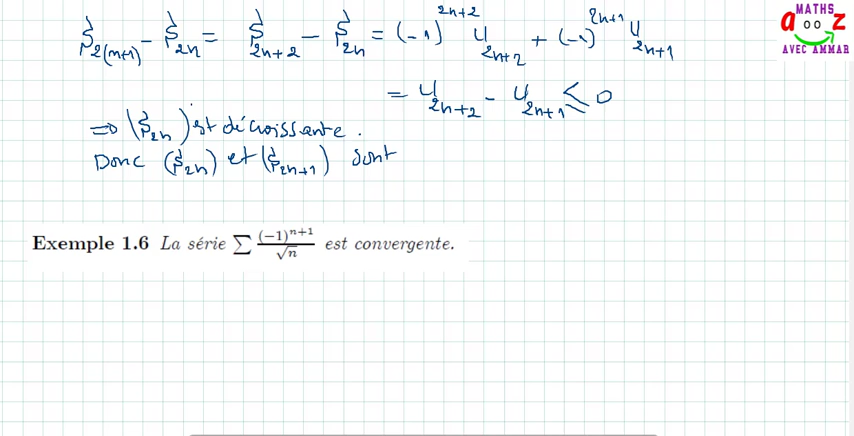 MATHS
a oo z
AVEC AMMAR
S_{2(n+1)} - S_{2n} = S_{2n+2} - S_{2n} = (-1)^{2n+2} U_{2n+2} + (-1)^{2n+1} U_{2n+1}
= U_{2n+2} - U_{2n+1} ≤ 0
⇒ (S_{2n}) est décroissante.
Donc (S_{2n}) et (S_{2n+1}) sont
Exemple 1.6 La série ∑ (-1)^{n+1}/√n est convergente.